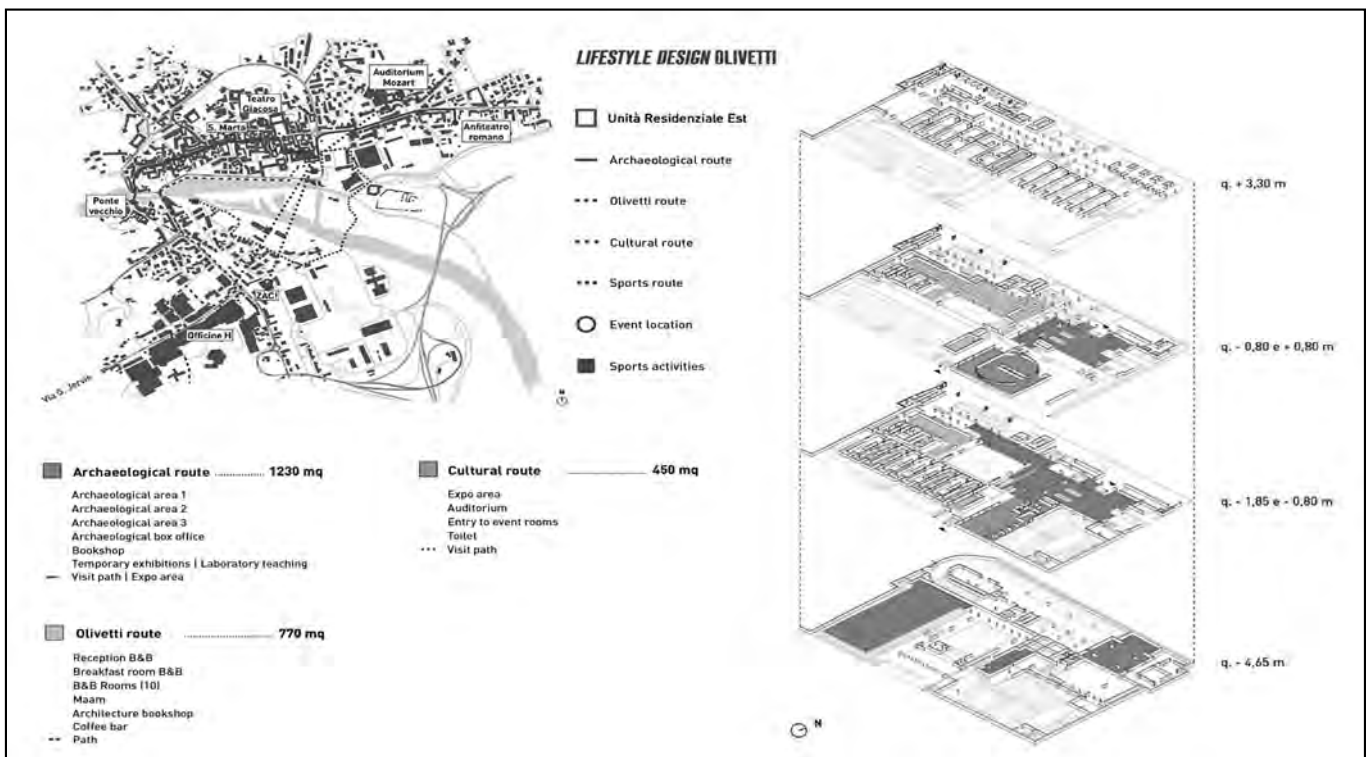 LIFESTYLE DESIGN OLIVETTI
Auditorium
Mozart
Teatro
Giacosa
S. Marta
Anfiteatro
romano
Ponte
vecchio
ZAC!
Officine H
Via G. Jervis
N
Unità Residenziale Est
Archaeological route
Olivetti route
Cultural route
Sports route
Event location
Sports activities
Archaeological route ............. 1230 mq
Archaeological area 1
Archaeological area 2
Archaeological area 3
Archaeological box office
Bookshop
Temporary exhibitions | Laboratory teaching
Visit path | Expo area
Olivetti route ................. 770 mq
Reception B&B
Breakfast room B&B
B&B Rooms (10)
Maam
Architecture bookshop
Coffee bar
Path
Cultural route 450 mq
Expo area
Auditorium
Entry to event rooms
Toilet
Visit path
q. + 3,30 m
q. - 0,80 e + 0,80 m
q. - 1,85 e - 0,80 m
q. - 4,65 m
N